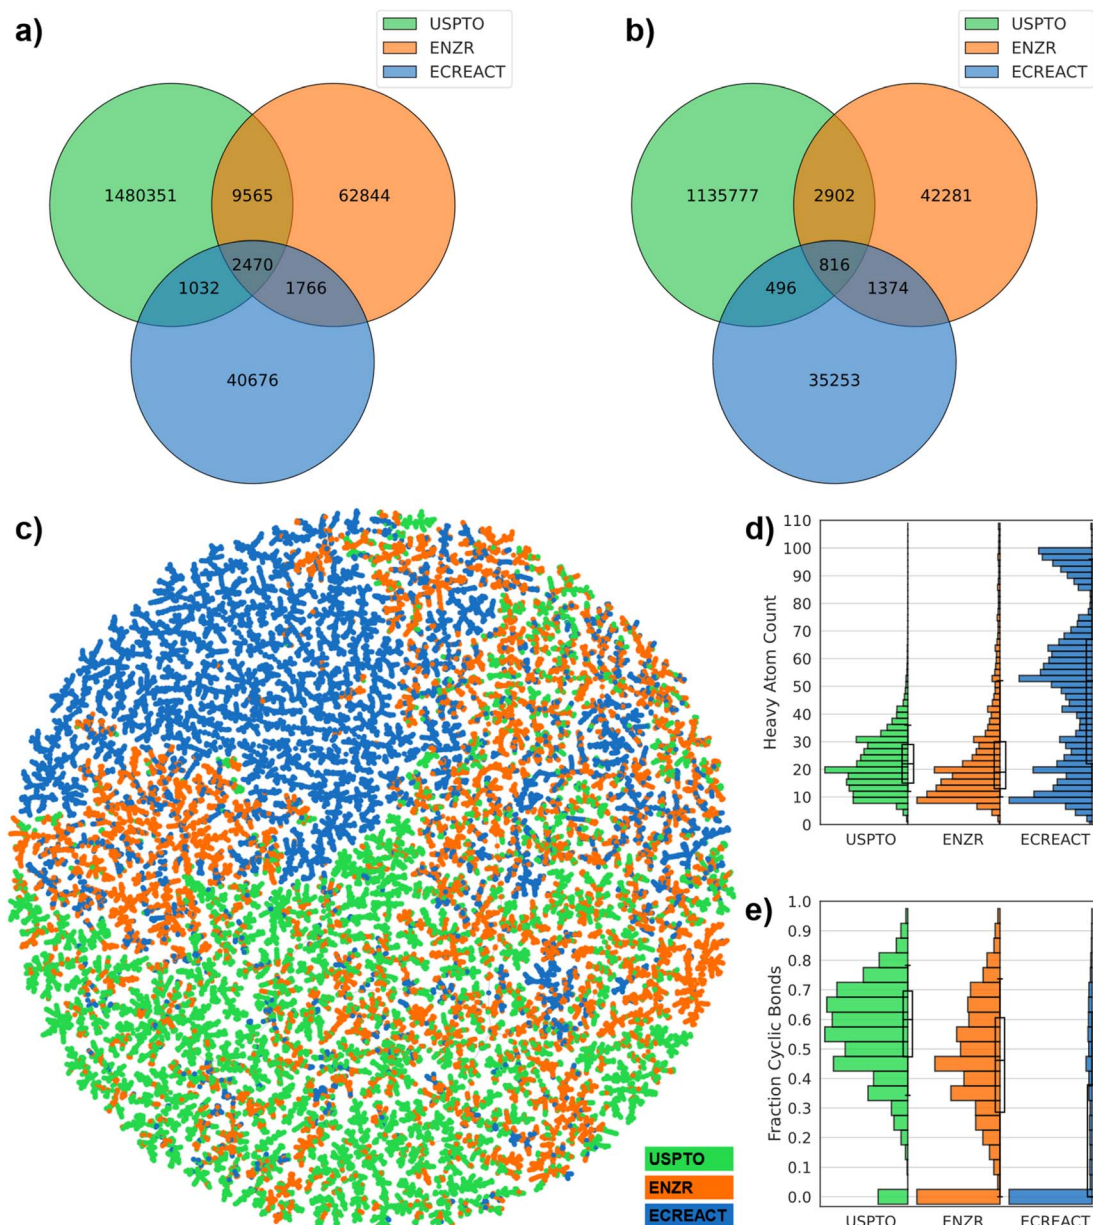 a)
USPTO
ENZR
ECREACT
1480351
9565
62844
2470
1032
1766
40676
b)
USPTO
ENZR
ECREACT
1135777
2902
42281
816
496
1374
35253
c)
USPTO
ENZR
ECREACT
d)
Heavy Atom Count
110
100
90
80
70
60
50
40
30
20
10
0
USPTO ENZR ECREACT
e)
Fraction Cyclic Bonds
1.0
0.9
0.8
0.7
0.6
0.5
0.4
0.3
0.2
0.1
0.0
USPTO ENZR ECREACT